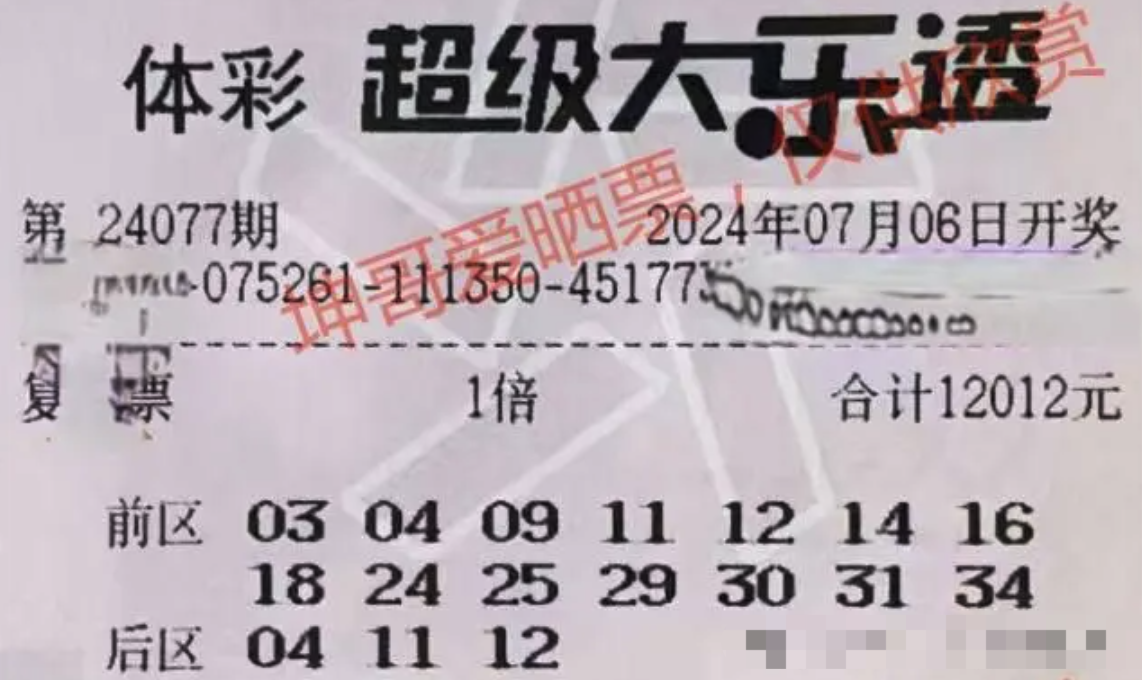 体彩 超级大乐透
坤哥爱晒票，仅供欣赏
第 24077期 2024年07月06日开奖
-075261-111350-45177
复 票 1倍 合计12012元
前区 03 04 09 11 12 14 16
18 24 25 29 30 31 34
后区 04 11 12